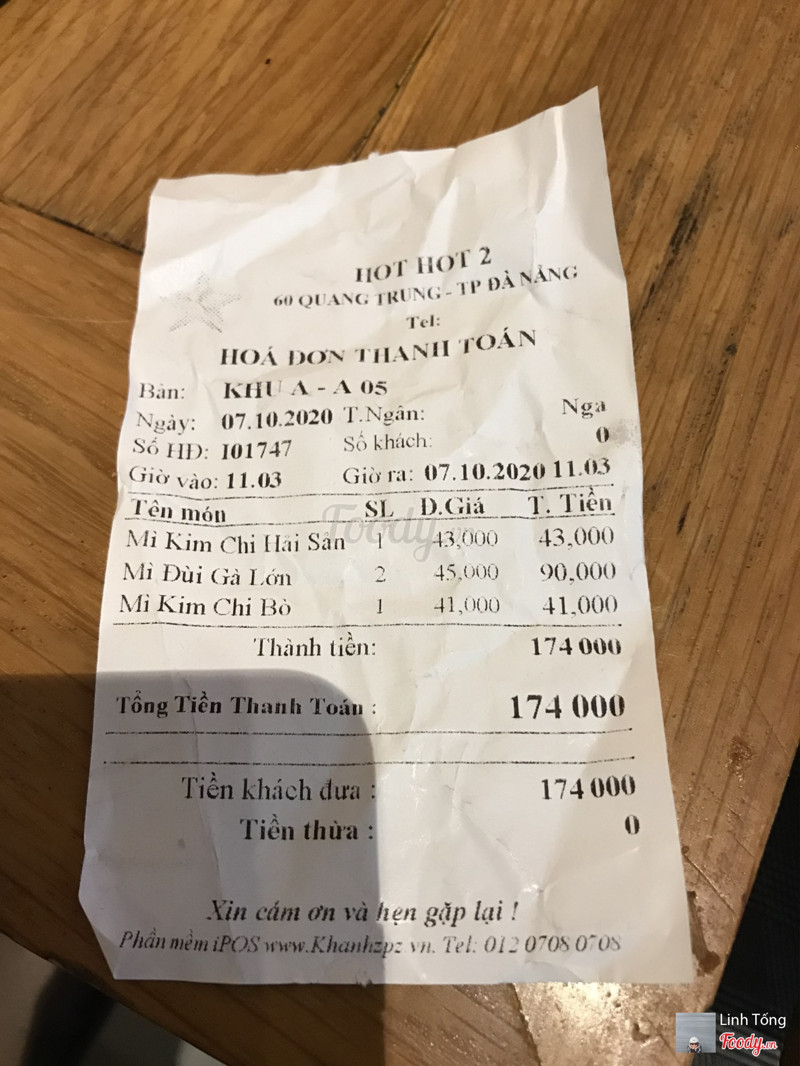 HOT HOT 2
60 QUANG TRUNG - TP ĐÀ NẴNG
Tel:
HOÁ ĐƠN THANH TOÁN
Bàn: KHU A - A 05
Ngày: 07.10.2020 T.Ngân: Nga
Số HĐ: I01747 Số khách: 0
Giờ vào: 11.03 Giờ ra: 07.10.2020 11.03
Tên món SL Đ.Giá T. Tiền
Mì Kim Chi Hải Sản 1 43,000 43,000
Mì Đùi Gà Lớn 2 45,000 90,000
Mì Kim Chi Bò 1 41,000 41,000
Thành tiền: 174 000
Tổng Tiền Thanh Toán : 174 000
Tiền khách đưa : 174 000
Tiền thừa : 0
Xin cám ơn và hẹn gặp lại !
Phần mềm iPOS www.Khanhzpz vn. Tel: 012 0708 0708
Foody.vn
Linh Tống
Foody.vn